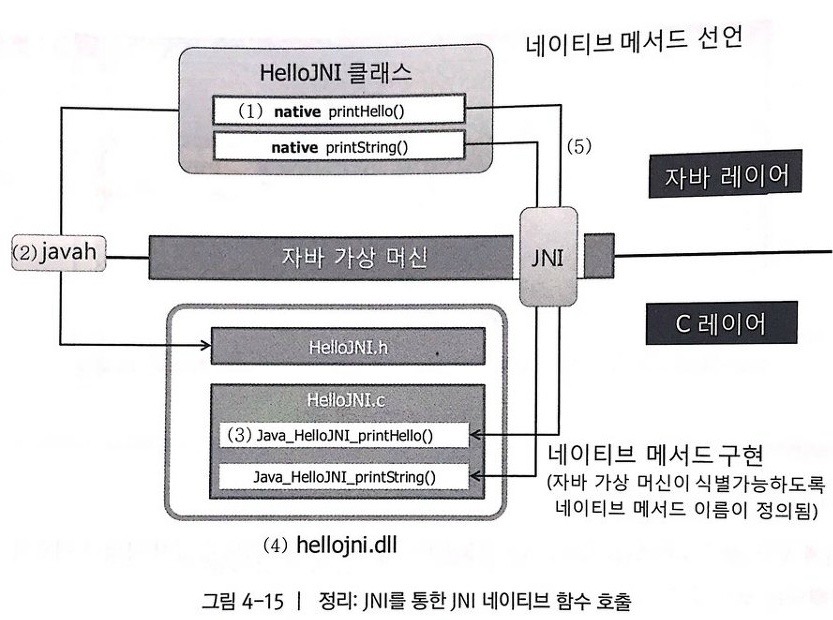 네이티브 메서드 선언
HelloJNI 클래스
(1) native printHello()
native printString()
(5)
자바 레이어
(2) javah
자바 가상 머신
JNI
C 레이어
HelloJNI.h
HelloJNI.c
(3) Java_HelloJNI_printHello()
Java_HelloJNI_printString()
네이티브 메서드 구현
(자바 가상 머신이 식별가능하도록
네이티브 메서드 이름이 정의됨)
(4) hellojni.dll
그림 4-15 | 정리: JNI를 통한 JNI 네이티브 함수 호출